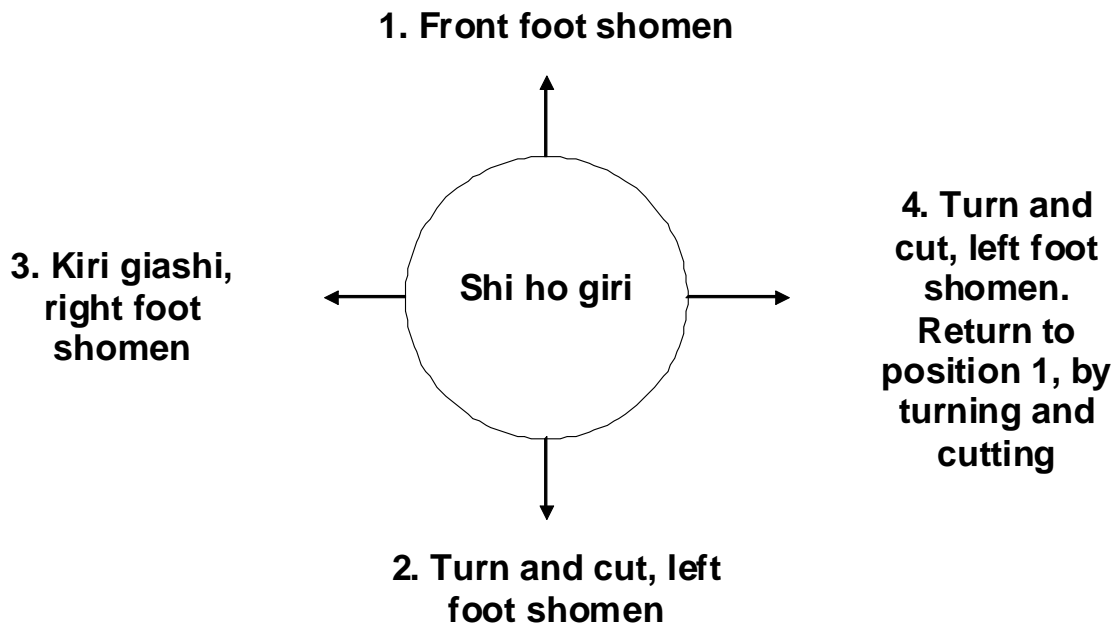 1. Front foot shomen
3. Kiri giashi,
right foot
shomen
Shi ho giri
4. Turn and
cut, left foot
shomen.
Return to
position 1, by
turning and
cutting
2. Turn and cut, left
foot shomen